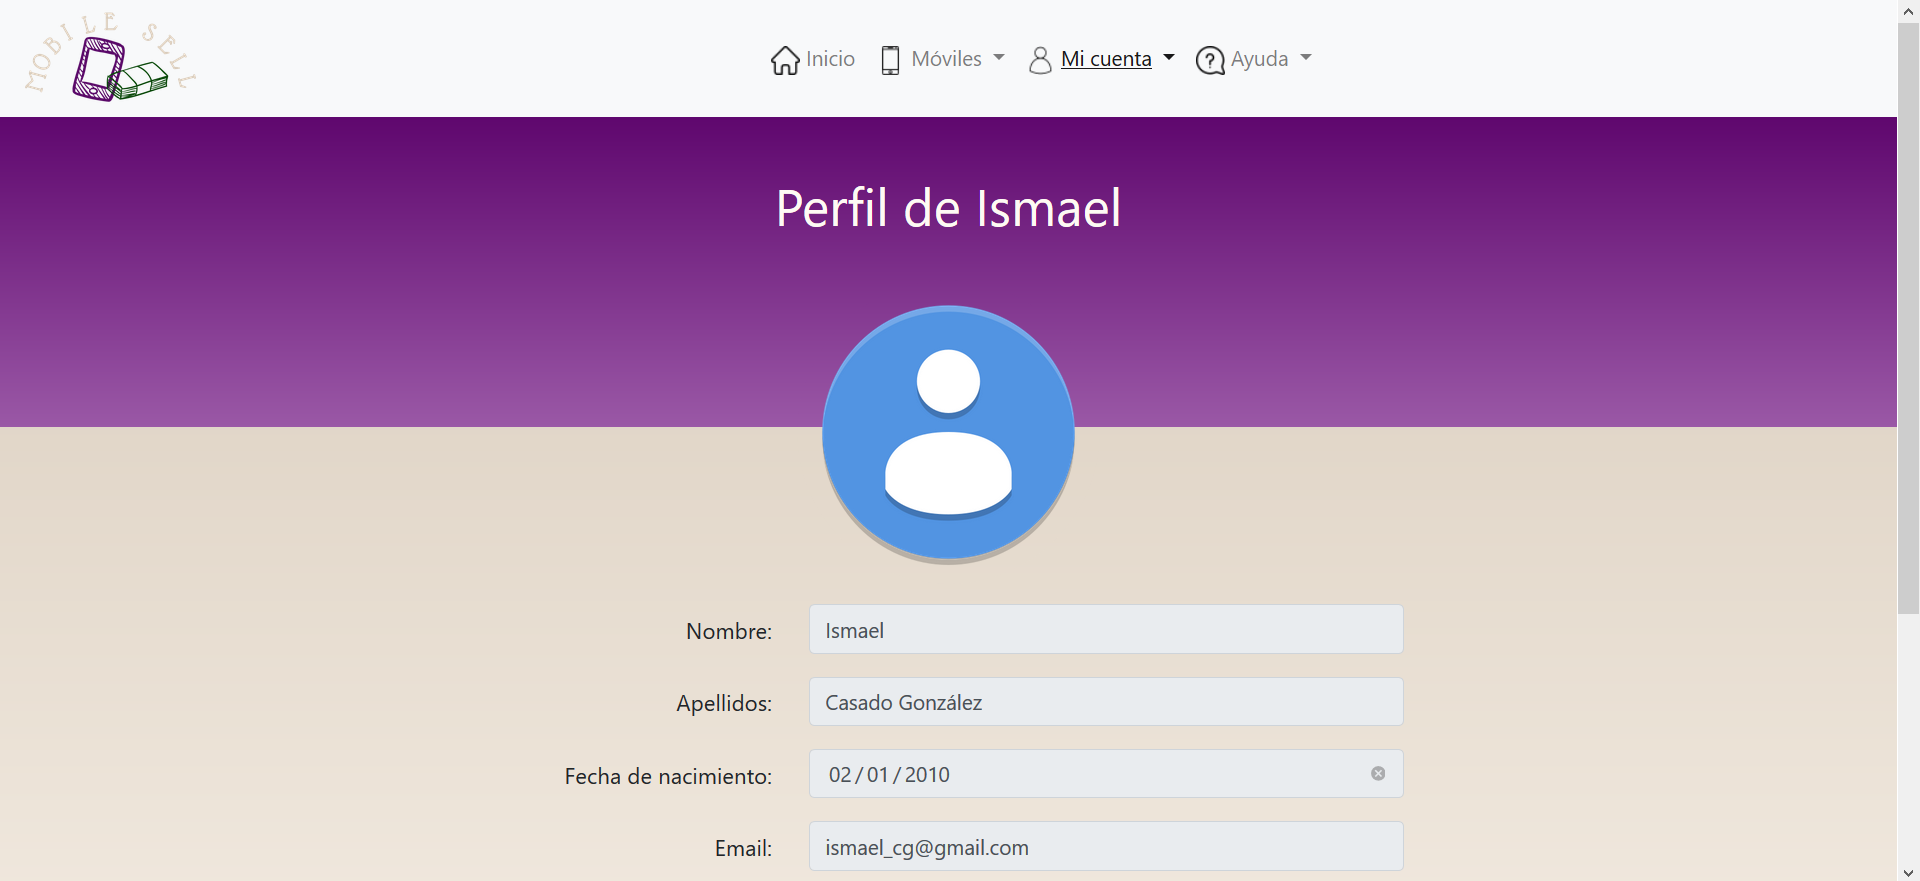 MOBILE SELL
Inicio Móviles Mi cuenta Ayuda
Perfil de Ismael
Nombre: Ismael
Apellidos: Casado González
Fecha de nacimiento: 02/01/2010
Email: ismael_cg@gmail.com